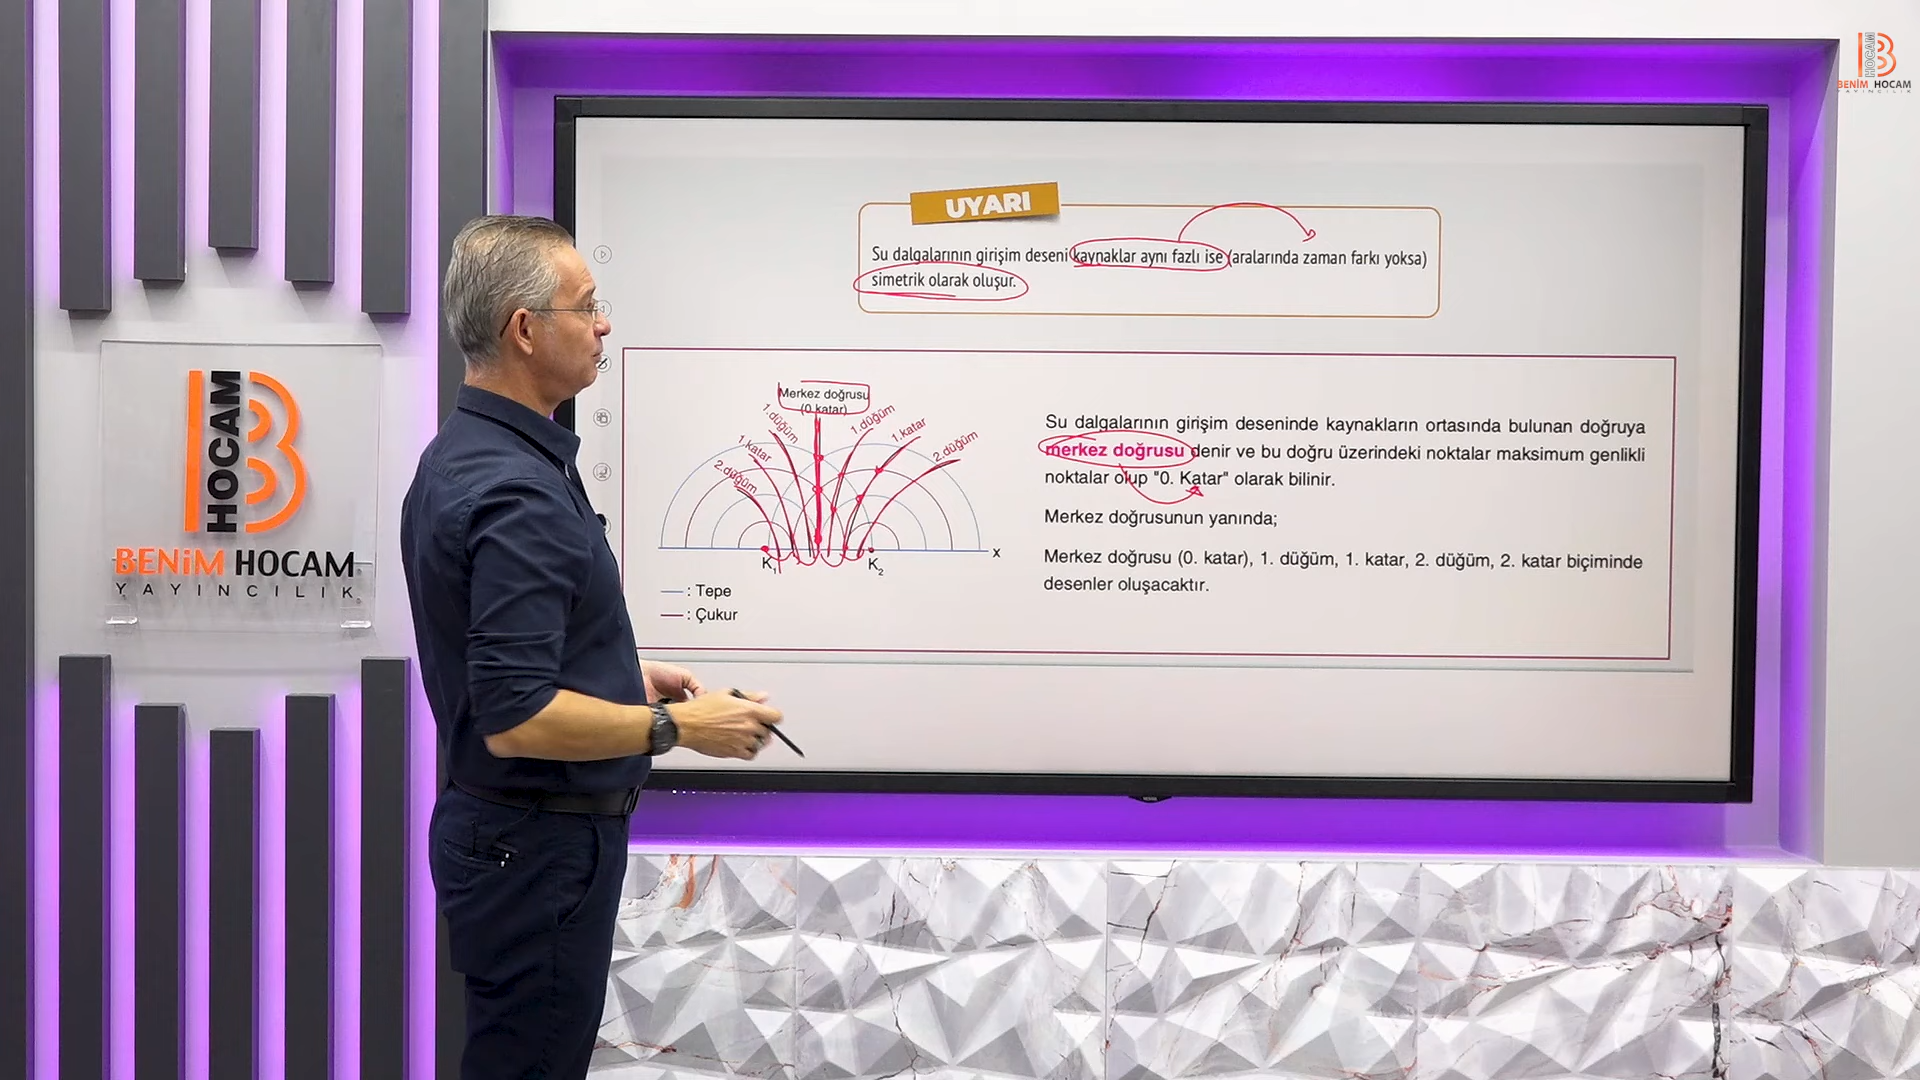 HOCAM
BENİM HOCAM
YAYINCILIK
UYARI
Su dalgalarının girişim deseni kaynaklar aynı fazlı ise (aralarında zaman farkı yoksa)
simetrik olarak oluşur.
Merkez doğrusu
(0 katar)
1.düğüm
1.düğüm
1.katar
1.katar
2.düğüm
2.düğüm
K1
K2
x
: Tepe
: Çukur
Su dalgalarının girişim deseninde kaynakların ortasında bulunan doğruya
merkez doğrusu denir ve bu doğru üzerindeki noktalar maksimum genlikli
noktalar olup "0. Katar" olarak bilinir.
Merkez doğrusunun yanında;
Merkez doğrusu (0. katar), 1. düğüm, 1. katar, 2. düğüm, 2. katar biçiminde
desenler oluşacaktır.
HOCAM
BENİM HOCAM
YAYINCILIK